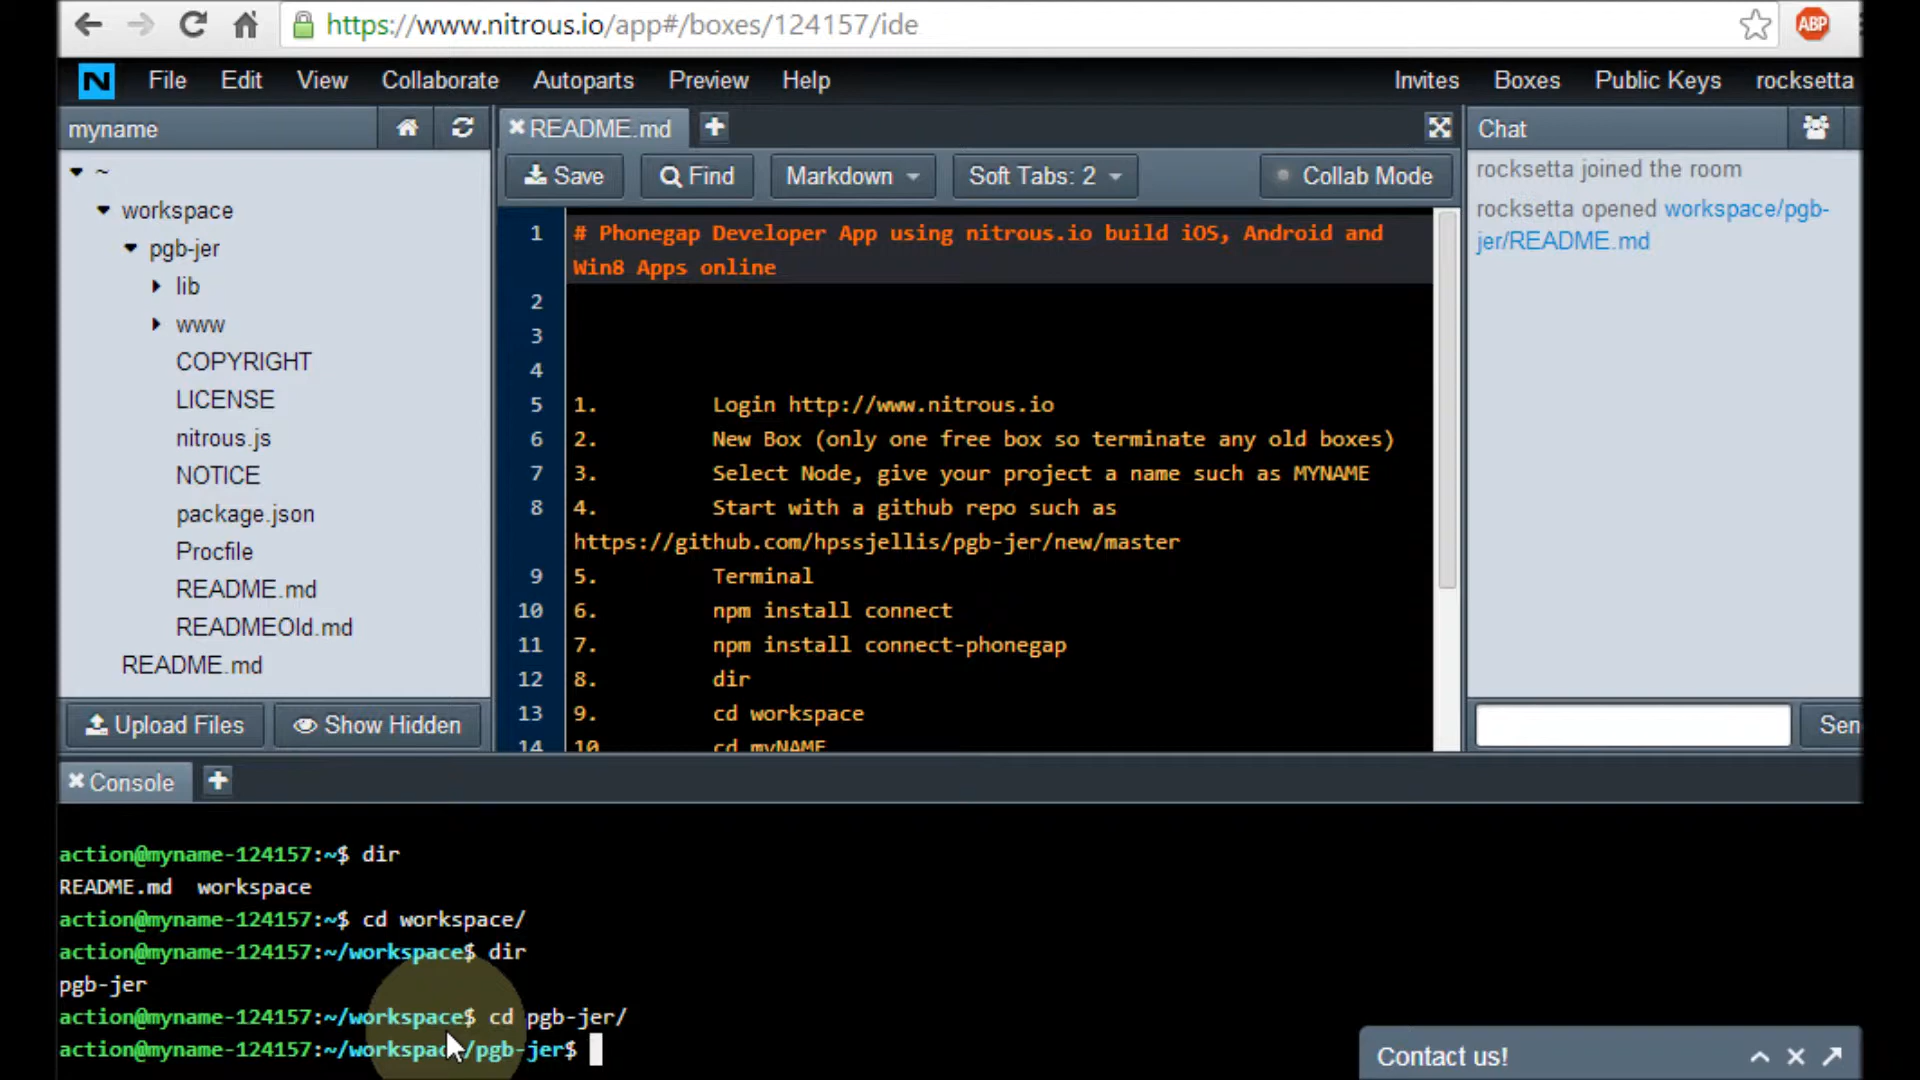 https://www.nitrous.io/app#/boxes/124157/ide
ABP
N File Edit View Collaborate Autoparts Preview Help Invites Boxes Public Keys rocksetta
myname
README.md
Chat
Save Find Markdown Soft Tabs: 2 Collab Mode
~
workspace
pgb-jer
lib
www
COPYRIGHT
LICENSE
nitrous.js
NOTICE
package.json
Procfile
README.md
READMEOld.md
README.md
Upload Files Show Hidden
1 # Phonegap Developer App using nitrous.io build iOS, Android and
Win8 Apps online
2
3
4
5 1. Login http://www.nitrous.io
6 2. New Box (only one free box so terminate any old boxes)
7 3. Select Node, give your project a name such as MYNAME
8 4. Start with a github repo such as
https://github.com/hpssjellis/pgb-jer/new/master
9 5. Terminal
10 6. npm install connect
11 7. npm install connect-phonegap
12 8. dir
13 9. cd workspace
14 10 cd myNAME
rocksetta joined the room
rocksetta opened workspace/pgb-
jer/README.md
Sen
Console
action@myname-124157:~$ dir
README.md workspace
action@myname-124157:~$ cd workspace/
action@myname-124157:~/workspace$ dir
pgb-jer
action@myname-124157:~/workspace$ cd pgb-jer/
action@myname-124157:~/workspace/pgb-jer$
Contact us!